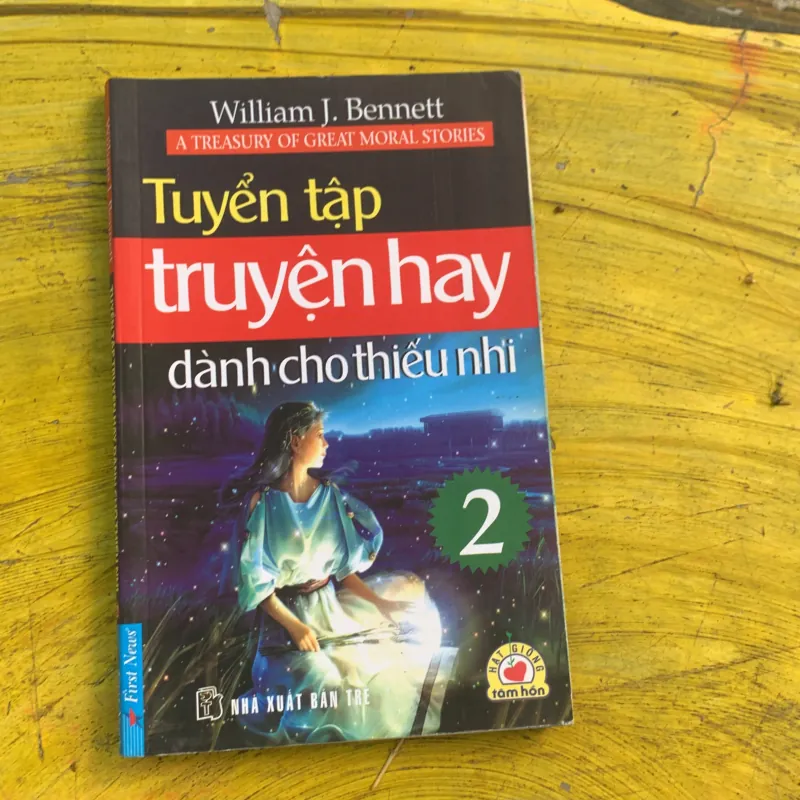 William J. Bennett
A TREASURY OF GREAT MORAL STORIES
Tuyển tập
truyện hay
dành cho thiếu nhi
2
HẠT GIỐNG
tâm hồn
First News
NHÀ XUẤT BẢN TRẺ